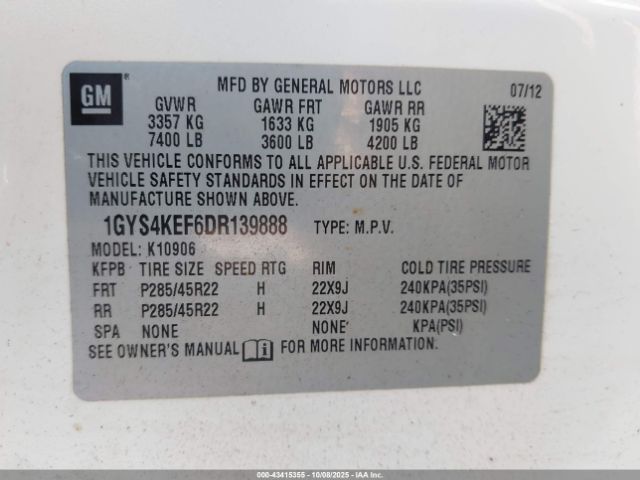 GM
MFD BY GENERAL MOTORS LLC 07/12
GVWR GAWR FRT GAWR RR
3357 KG 1633 KG 1905 KG
7400 LB 3600 LB 4200 LB
THIS VEHICLE CONFORMS TO ALL APPLICABLE U.S. FEDERAL MOTOR
VEHICLE SAFETY STANDARDS IN EFFECT ON THE DATE OF
MANUFACTURE SHOWN ABOVE.
1GYS4KEF6DR139888 TYPE: M.P.V.
MODEL: K10906
KFPB TIRE SIZE SPEED RTG RIM COLD TIRE PRESSURE
FRT P285/45R22 H 22X9J 240KPA(35PSI)
RR P285/45R22 H 22X9J 240KPA(35PSI)
SPA NONE NONE KPA(PSI)
SEE OWNER'S MANUAL FOR MORE INFORMATION.
000-43415355 - 10/08/2025 - IAAI.com